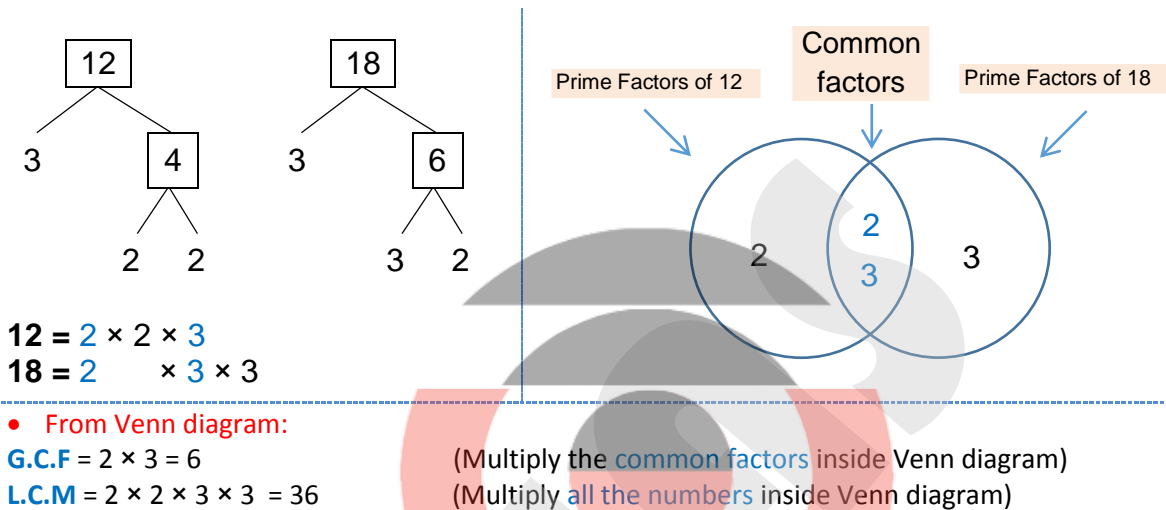 12
18
3
4
3
6
2 2
3 2
12 = 2 × 2 × 3
18 = 2 × 3 × 3
Prime Factors of 12
Common
factors
Prime Factors of 18
2
2
3
3
• From Venn diagram:
G.C.F = 2 × 3 = 6 (Multiply the common factors inside Venn diagram)
L.C.M = 2 × 2 × 3 × 3 = 36 (Multiply all the numbers inside Venn diagram)